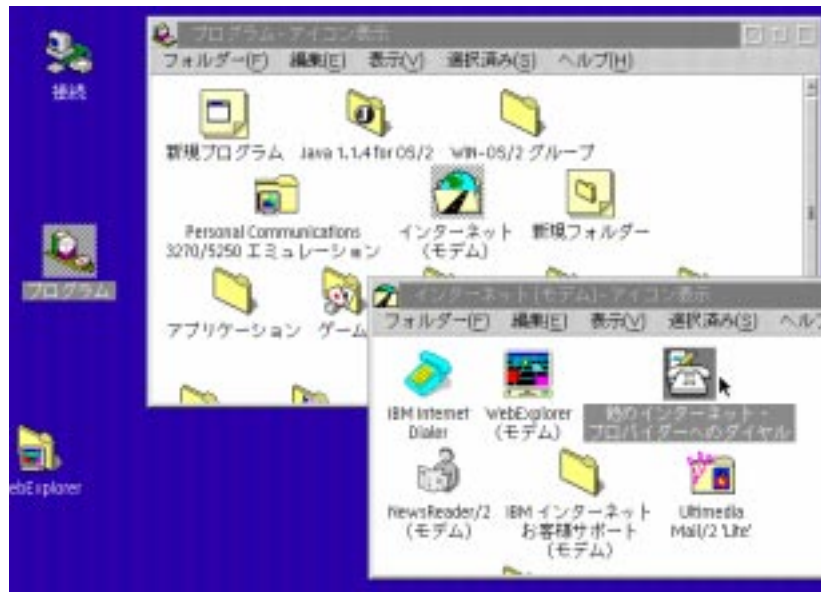 接続
プログラム
ebExplorer
プログラム - アイコン表示
フォルダー(F) 編集(E) 表示(V) 選択済み(S) ヘルプ(H)
新規プログラム
Java 1.1.4 for OS/2
WIN-OS/2 グループ
Personal Communications
3270/5250 エミュレーション
インターネット
(モデム)
新規フォルダー
アプリケーション
ゲーム
インターネット (モデム) - アイコン表示
フォルダー(F) 編集(E) 表示(V) 選択済み(S) ヘル
IBM Internet
Dialer
WebExplorer
(モデム)
他のインターネット・
プロバイダーへのダイヤル
NewsReader/2
(モデム)
IBM インターネット
お客様サポート
(モデム)
Ultimedia
Mail/2 'Lite'